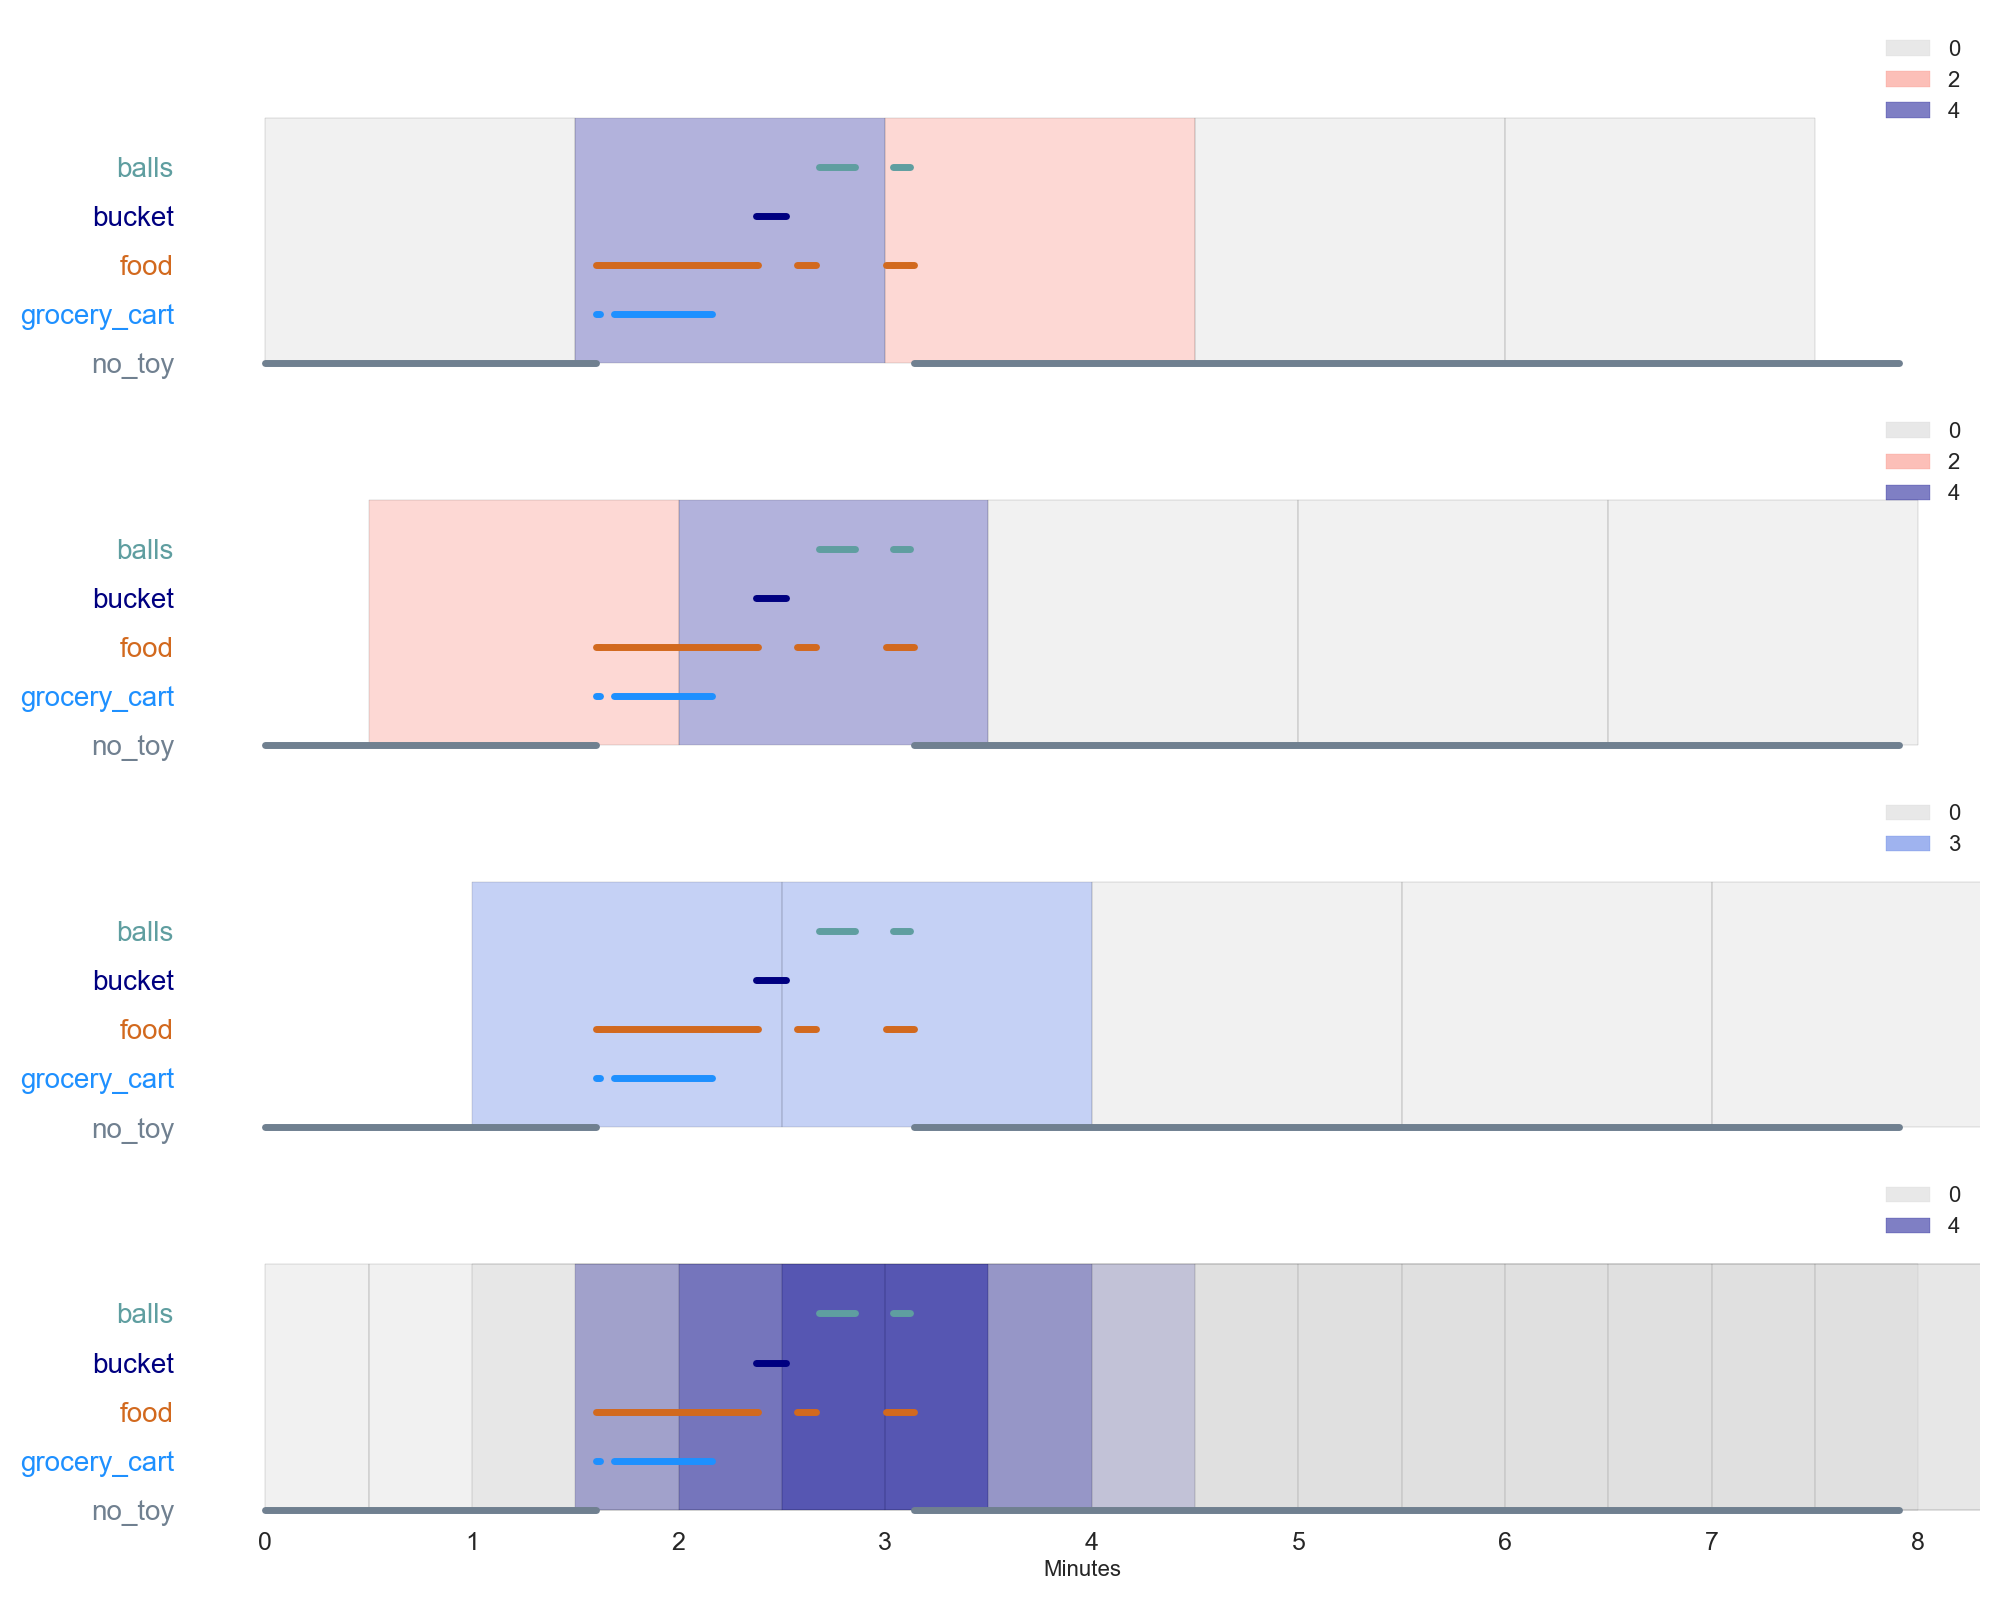 0
2
4
balls
bucket
food
grocery_cart
no_toy
0
2
4
balls
bucket
food
grocery_cart
no_toy
0
3
balls
bucket
food
grocery_cart
no_toy
0
4
balls
bucket
food
grocery_cart
no_toy
0 1 2 3 4 5 6 7 8
Minutes